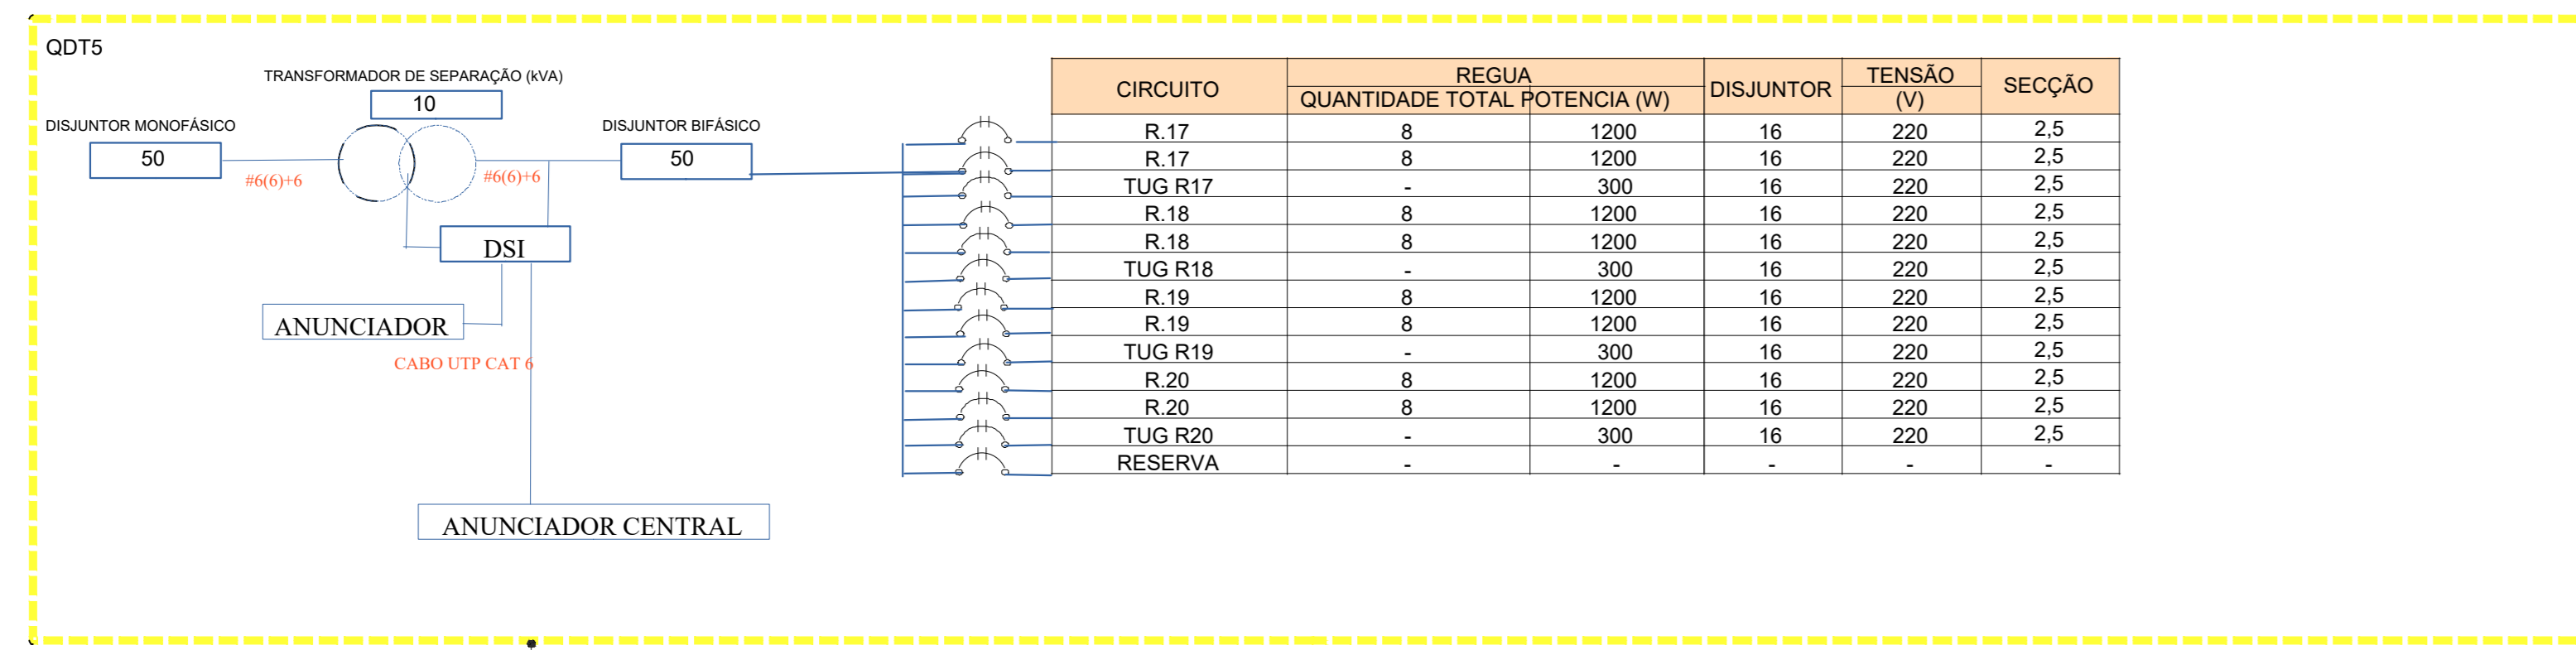 QDT5
TRANSFORMADOR DE SEPARAÇÃO (kVA)
10
DISJUNTOR MONOFÁSICO
50
#6(6)+6
#6(6)+6
DISJUNTOR BIFÁSICO
50
DSI
ANUNCIADOR
CABO UTP CAT 6
ANUNCIADOR CENTRAL
CIRCUITO REGUA DISJUNTOR TENSÃO SECÇÃO
QUANTIDADE TOTAL POTENCIA (W) (V)
R.17 8 1200 16 220 2,5
R.17 8 1200 16 220 2,5
TUG R17 - 300 16 220 2,5
R.18 8 1200 16 220 2,5
R.18 8 1200 16 220 2,5
TUG R18 - 300 16 220 2,5
R.19 8 1200 16 220 2,5
R.19 8 1200 16 220 2,5
TUG R19 - 300 16 220 2,5
R.20 8 1200 16 220 2,5
R.20 8 1200 16 220 2,5
TUG R20 - 300 16 220 2,5
RESERVA - - - - -